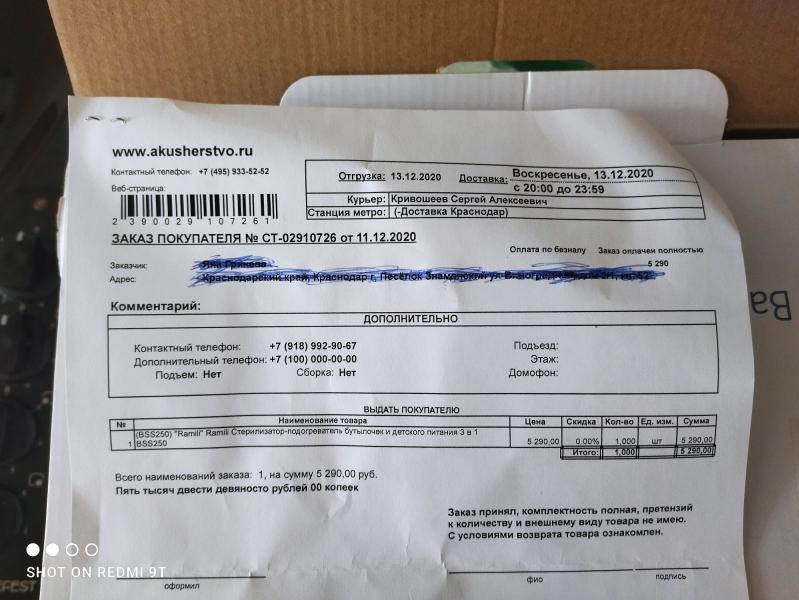 www.akusherstvo.ru
Контактный телефон: +7 (495) 933-52-52
Веб-страница:
2 390029 107261
Отгрузка: 13.12.2020 Доставка: Воскресенье, 13.12.2020
с 20:00 до 23:59
Курьер: Кривошеев Сергей Алексеевич
Станция метро: (-Доставка Краснодар)
ЗАКАЗ ПОКУПАТЕЛЯ № СТ-02910726 от 11.12.2020
Оплата по безналу Заказ оплачен полностью
5 290
Заказчик:
Адрес:
Комментарий:
ДОПОЛНИТЕЛЬНО
Контактный телефон: +7 (918) 992-90-67 Подъезд:
Дополнительный телефон: +7 (100) 000-00-00 Этаж:
Подъем: Нет Сборка: Нет Домофон:
ВЫДАТЬ ПОКУПАТЕЛЮ
№ Наименование товара Цена Скидка Кол-во Ед. изм. Сумма
(BSS250) "Ramili" Ramili Стерилизатор-подогреватель бутылочек и детского питания 3 в 1
1 BSS250 5 290,00 0.00% 1,000 шт 5 290,00
Итого: 1,000 5 290,00
Всего наименований заказа: 1, на сумму 5 290,00 руб.
Пять тысяч двести девяносто рублей 00 копеек
Заказ принял, комплектность полная, претензий
к количеству и внешнему виду товара не имею.
С условиями возврата товара ознакомлен.
оформил фио подпись
SHOT ON REDMI 9T